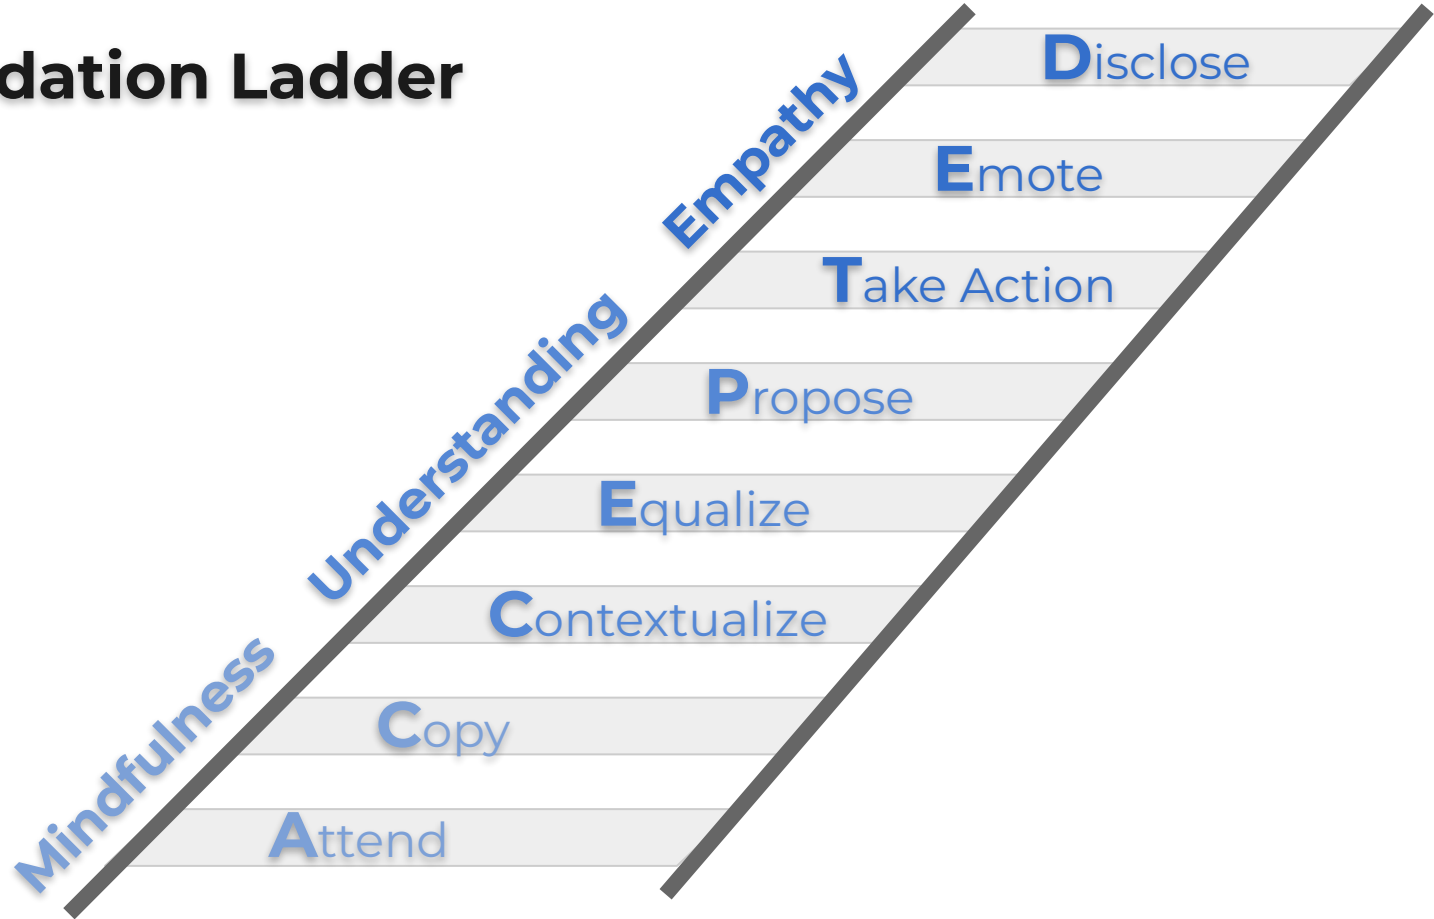 dation Ladder
Empathy
Disclose
Emote
Take Action
Understanding
Propose
Equalize
Contextualize
Mindfulness
Copy
Attend